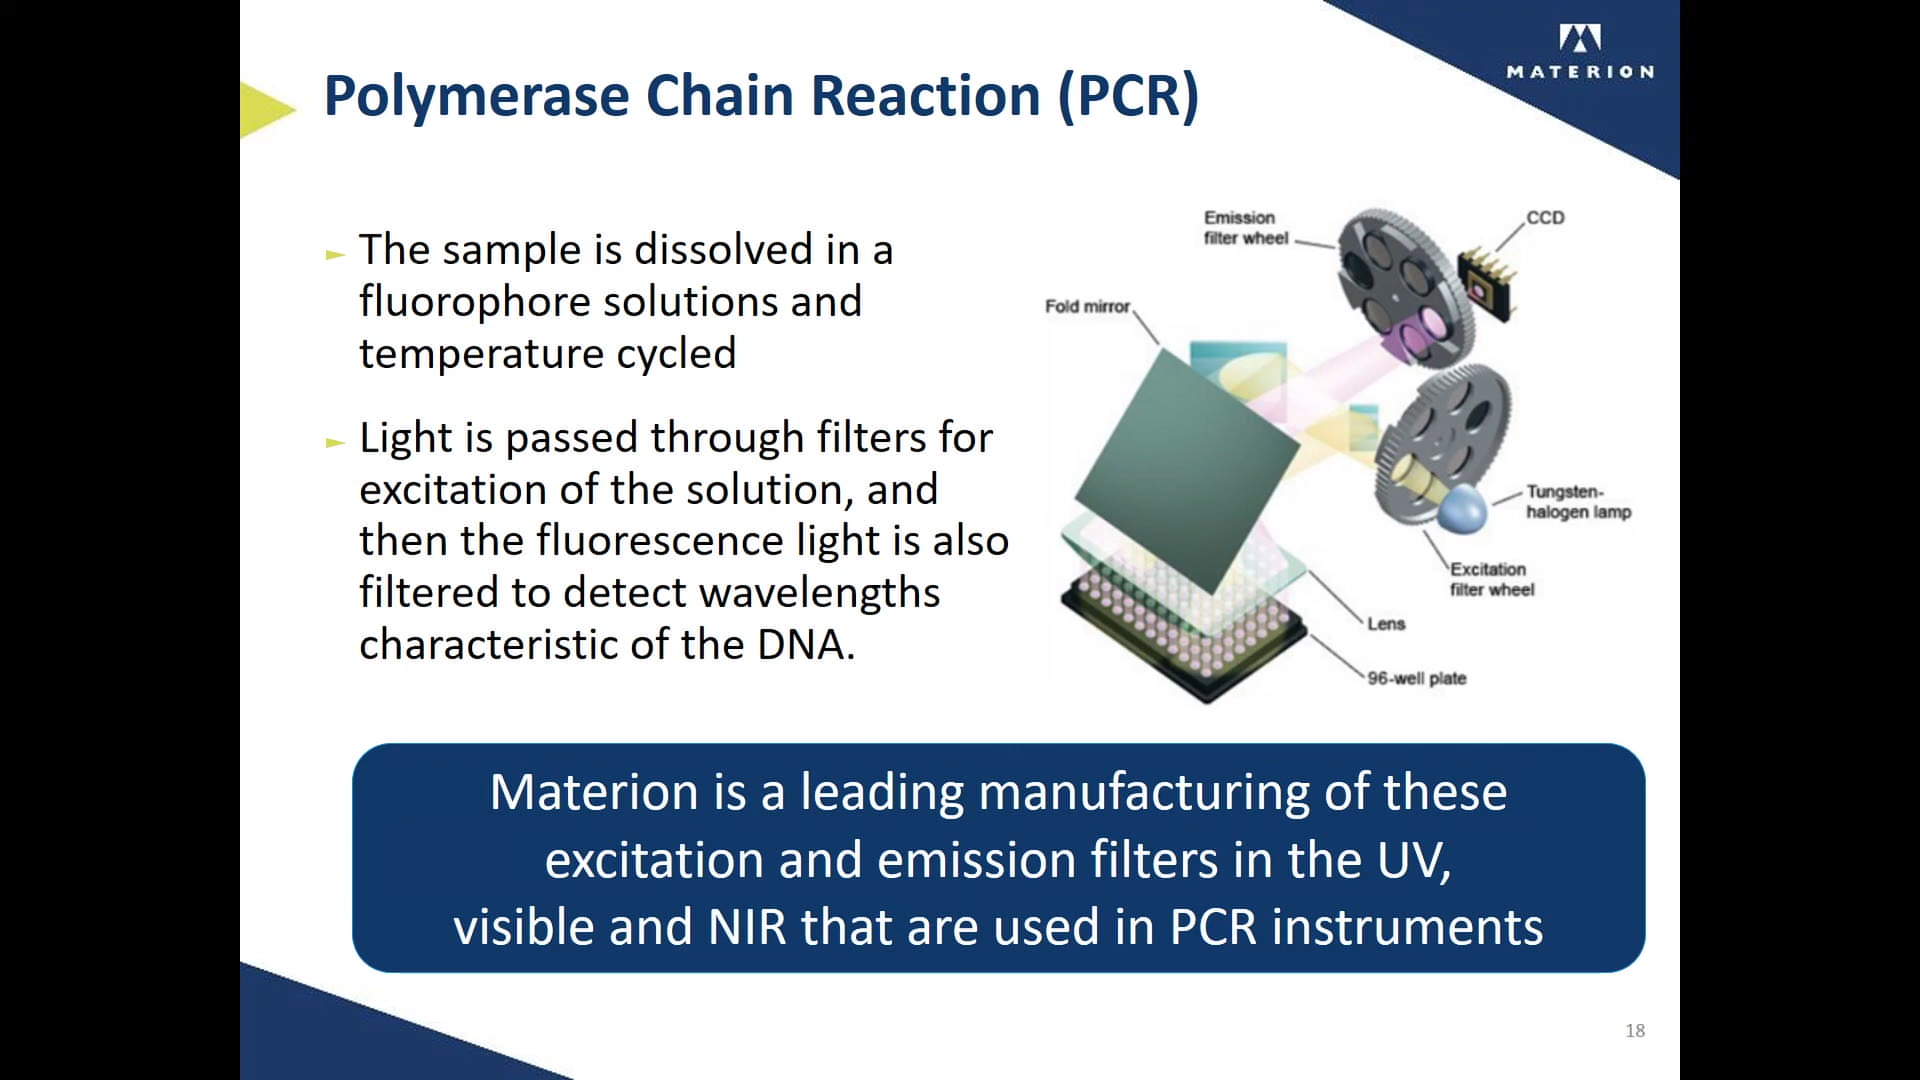 MATERION
Polymerase Chain Reaction (PCR)
The sample is dissolved in a
fluorophore solutions and
temperature cycled
Light is passed through filters for
excitation of the solution, and
then the fluorescence light is also
filtered to detect wavelengths
characteristic of the DNA.
Emission
filter wheel
CCD
Fold mirror
Tungsten-
halogen lamp
Excitation
filter wheel
Lens
96-well plate
Materion is a leading manufacturing of these
excitation and emission filters in the UV,
visible and NIR that are used in PCR instruments
18